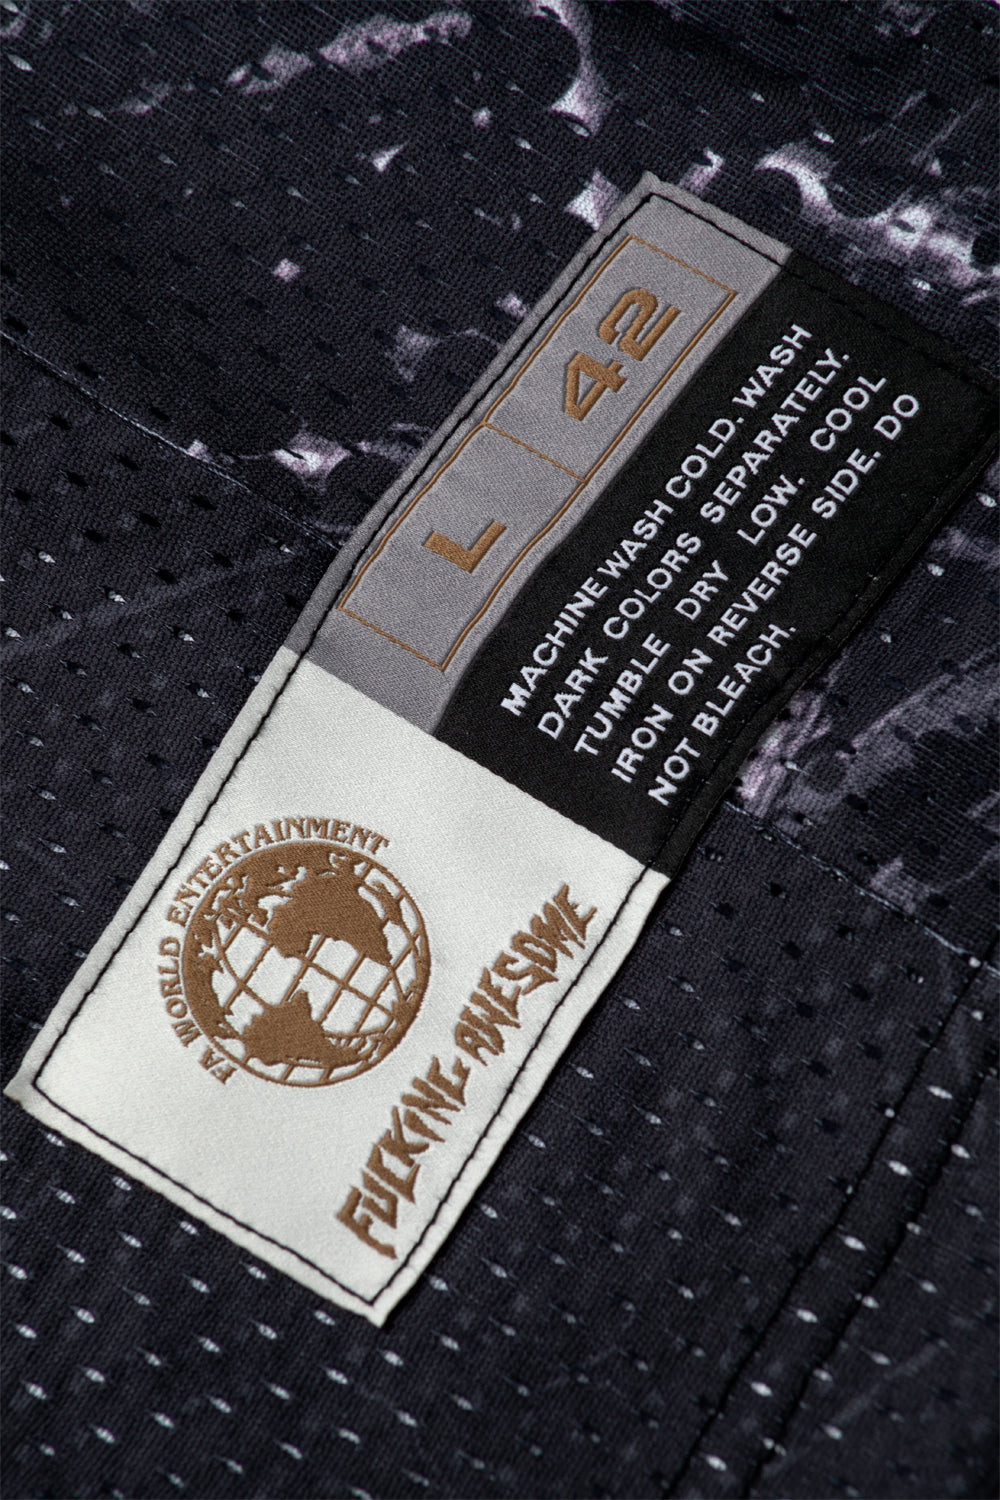 L 42
MACHINE WASH COLD. WASH
DARK COLORS SEPARATELY.
TUMBLE DRY LOW. COOL
IRON ON REVERSE SIDE. DO
NOT BLEACH.
FA WORLD ENTERTAINMENT
FUCKING AWESOME